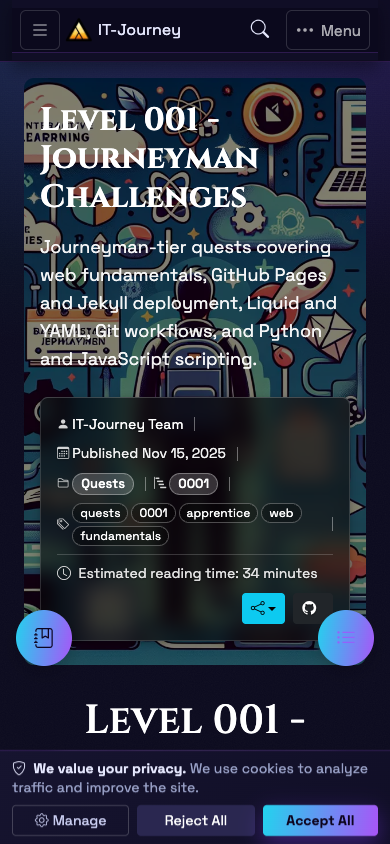 IT-Journey
Menu
Level 001 -
Journeyman
Challenges
Journeyman-tier quests covering
web fundamentals, GitHub Pages
and Jekyll deployment, Liquid and
YAML, Git workflows, and Python
and JavaScript scripting.
IT-Journey Team
Published Nov 15, 2025
Quests 0001
quests 0001 apprentice web
fundamentals
Estimated reading time: 34 minutes
Level 001 -
We value your privacy. We use cookies to analyze
traffic and improve the site.
Manage Reject All Accept All